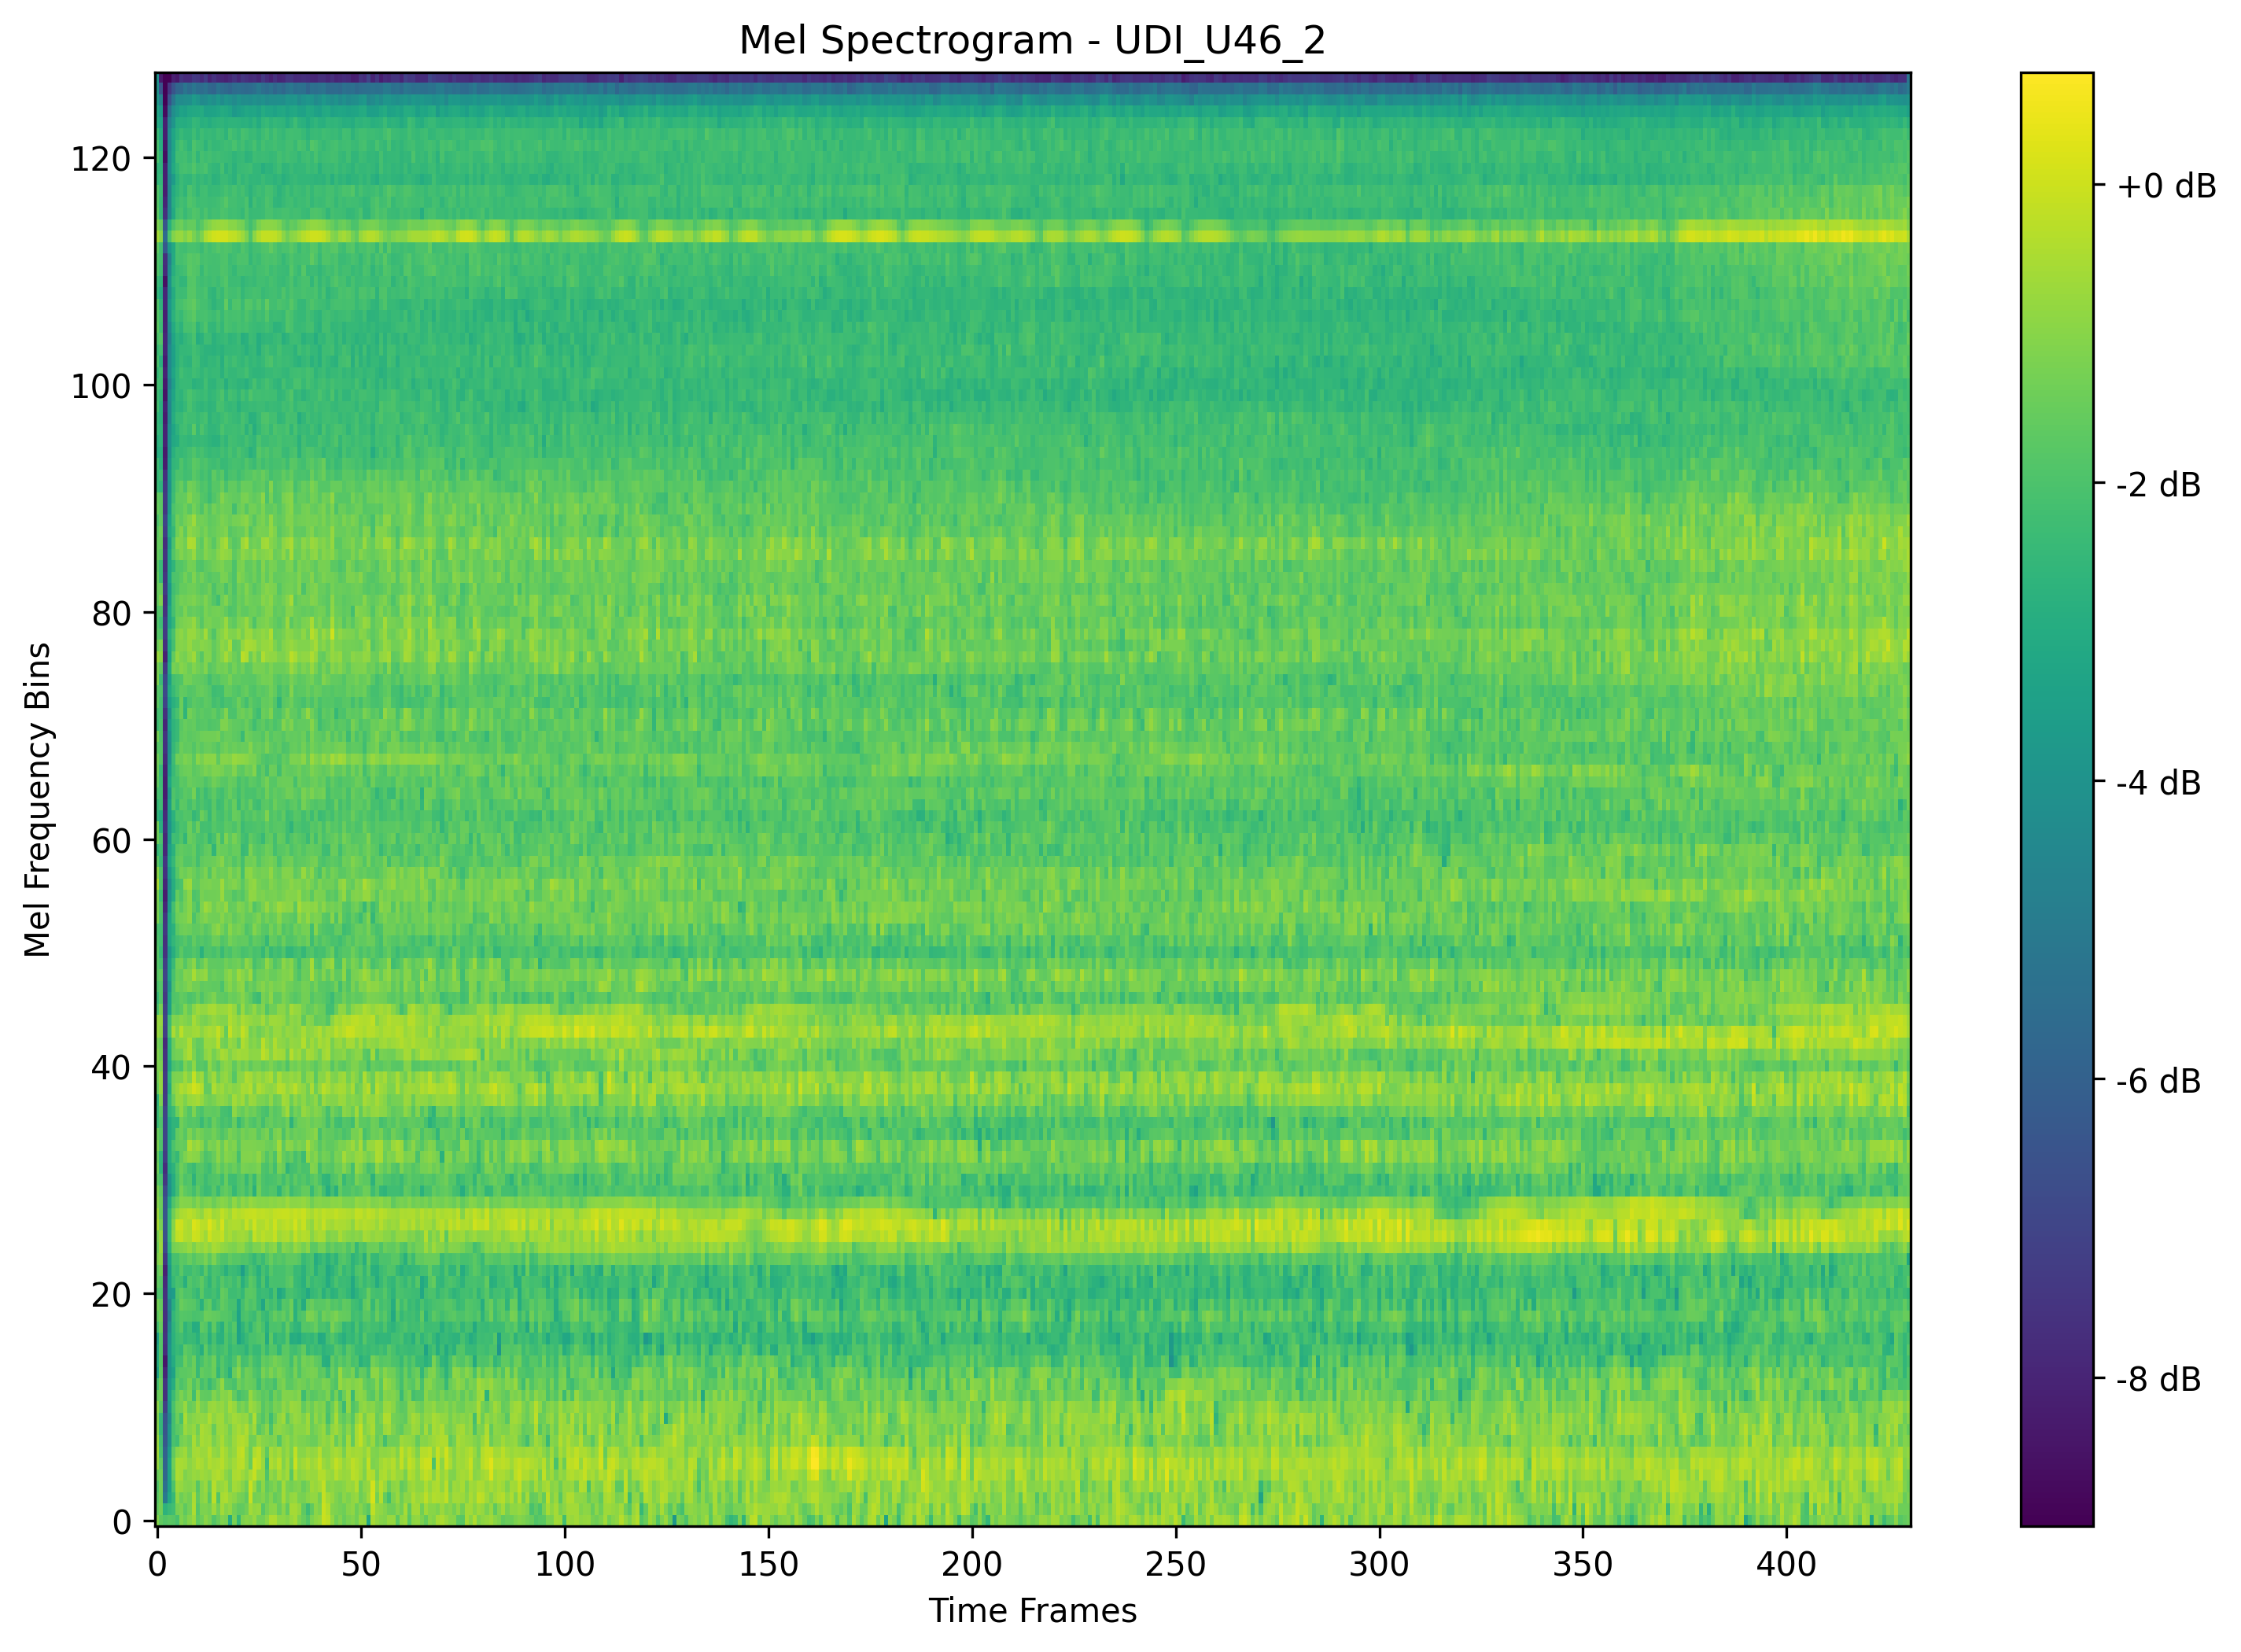 Mel Spectrogram - UDI_U46_2
Mel Frequency Bins
120
100
80
60
40
20
0
0 50 100 150 200 250 300 350 400
Time Frames
+0 dB
-2 dB
-4 dB
-6 dB
-8 dB